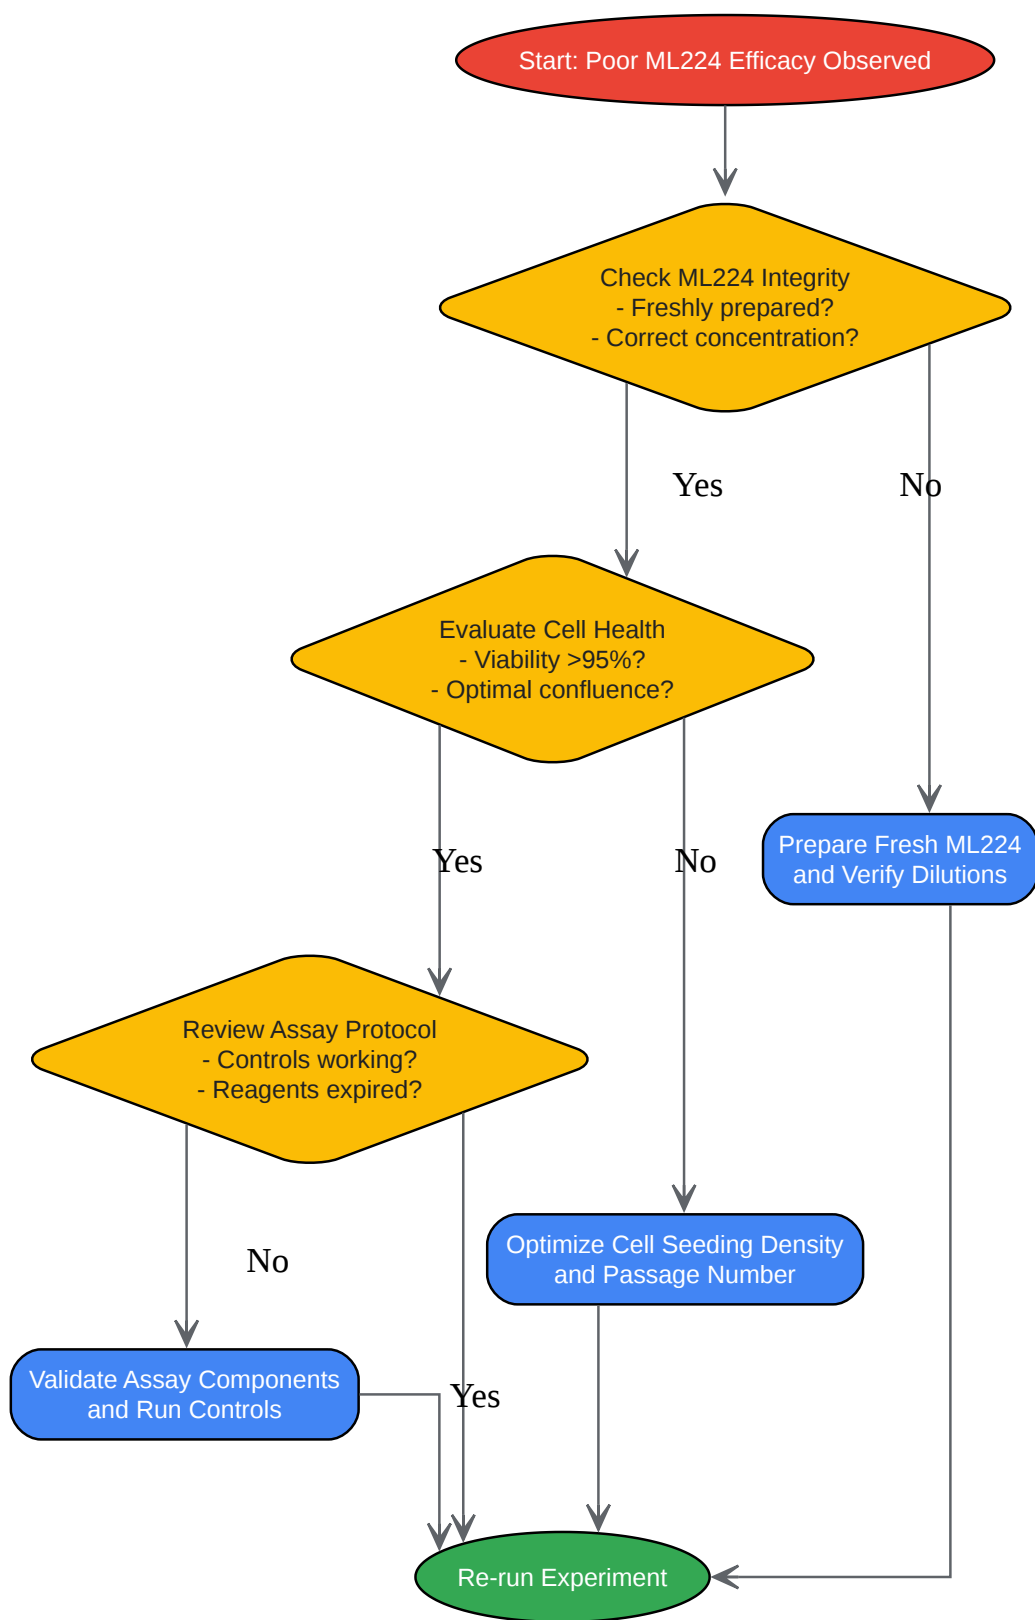 Start: Poor ML224 Efficacy Observed
Check ML224 Integrity
- Freshly prepared?
- Correct concentration?
Yes
No
Evaluate Cell Health
- Viability >95%?
- Optimal confluence?
Yes
No
Prepare Fresh ML224
and Verify Dilutions
Review Assay Protocol
- Controls working?
- Reagents expired?
No
Optimize Cell Seeding Density
and Passage Number
Validate Assay Components
and Run Controls
Yes
Re-run Experiment